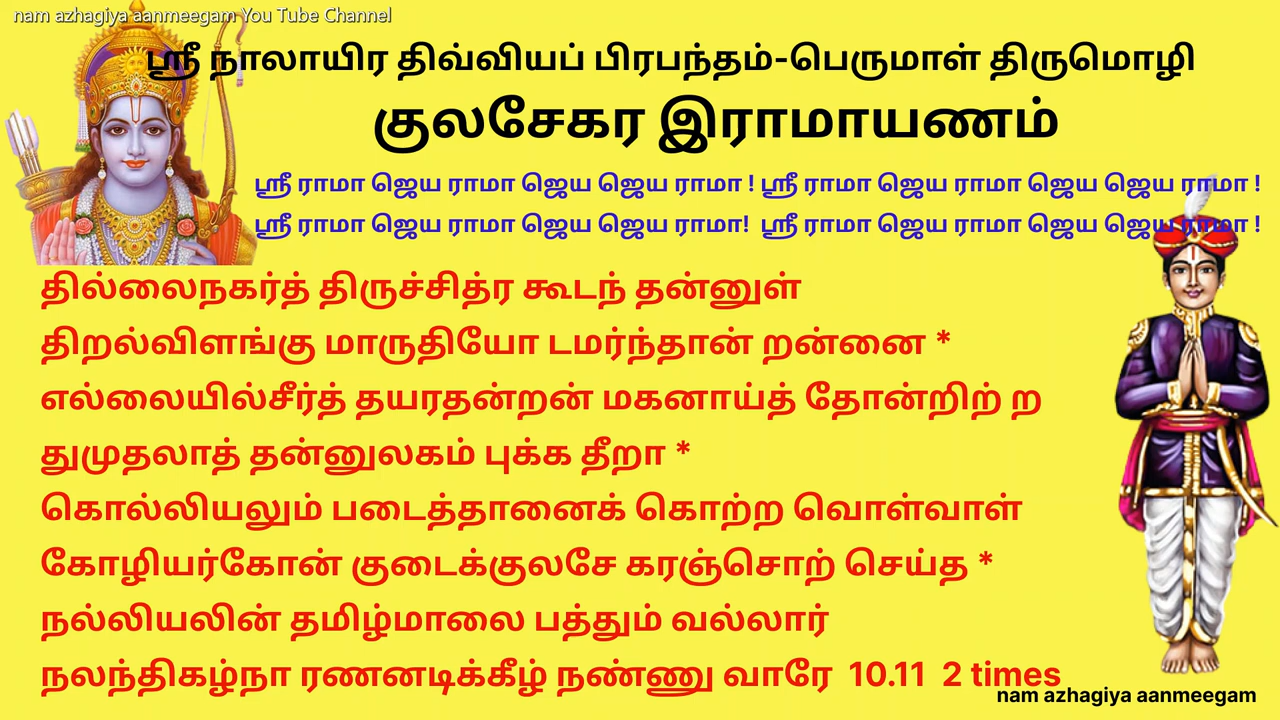 nam azhagiya aanmeegam You Tube Channel
ஸ்ரீ நாலாயிர திவ்வியப் பிரபந்தம்-பெருமாள் திருமொழி
குலசேகர இராமாயணம்
ஸ்ரீ ராமா ஜெய ராமா ஜெய ஜெய ராமா ! ஸ்ரீ ராமா ஜெய ராமா ஜெய ஜெய ராமா !
ஸ்ரீ ராமா ஜெய ராமா ஜெய ஜெய ராமா! ஸ்ரீ ராமா ஜெய ராமா ஜெய ஜெய ராமா !
தில்லைநகர்த் திருச்சித்ர கூடந் தன்னுள்
திறல்விளங்கு மாருதியோ டமர்ந்தான் றன்னை *
எல்லையில்சீர்த் தயரதன்றன் மகனாய்த் தோன்றிற் ற
துமுதலாத் தன்னுலகம் புக்க தீறா *
கொல்லியலும் படைத்தானைக் கொற்ற வொள்வாள்
கோழியர்கோன் குடைக்குலசே கரஞ்சொற் செய்த *
நல்லியலின் தமிழ்மாலை பத்தும் வல்லார்
நலந்திகழ்நா ரணனடிக்கீழ் நண்ணு வாரே 10.11 2 times
nam azhagiya aanmeegam